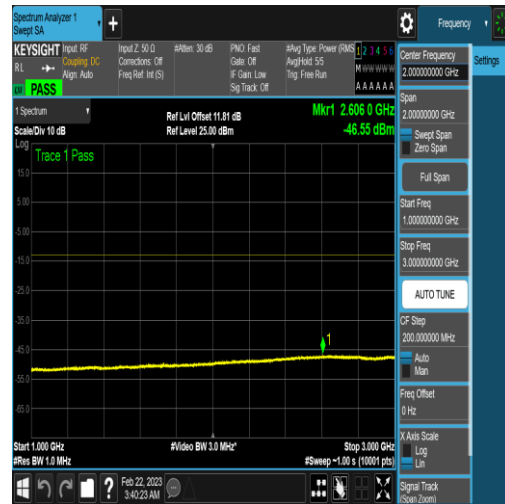 Spectrum Analyzer 1
Swept SA
Frequency
KEYSIGHT
RL
PASS
Input: RF
Coupling: DC
Align: Auto
Input Z: 50 Ω
Corrections: Off
Freq Ref: Int (S)
#Atten: 30 dB
PNO: Fast
Gate: Off
IF Gain: Low
Sig Track: Off
#Avg Type: Power (RMS
Avg|Hold: 5/5
Trig: Free Run
1 2 3 4 5 6
M W W W W W
A A A A A A
1 Spectrum
Scale/Div 10 dB
Ref Lvl Offset 11.81 dB
Ref Level 25.00 dBm
Mkr1 2.606 0 GHz
-46.55 dBm
Log
Trace 1 Pass
15.0
5.00
-5.00
-15.0
-25.0
-35.0
-45.0
-55.0
-65.0
1
Start 1.000 GHz
#Res BW 1.0 MHz
#Video BW 3.0 MHz*
Stop 3.000 GHz
#Sweep ~1.00 s (10001 pts)
Center Frequency
2.000000000 GHz
Settings
Span
2.00000000 GHz
Swept Span
Zero Span
Full Span
Start Freq
1.000000000 GHz
Stop Freq
3.000000000 GHz
AUTO TUNE
CF Step
200.000000 MHz
Auto
Man
Freq Offset
0 Hz
X Axis Scale
Log
Lin
Signal Track
(Span Zoom)
?
Feb 22, 2023
3:40:23 AM